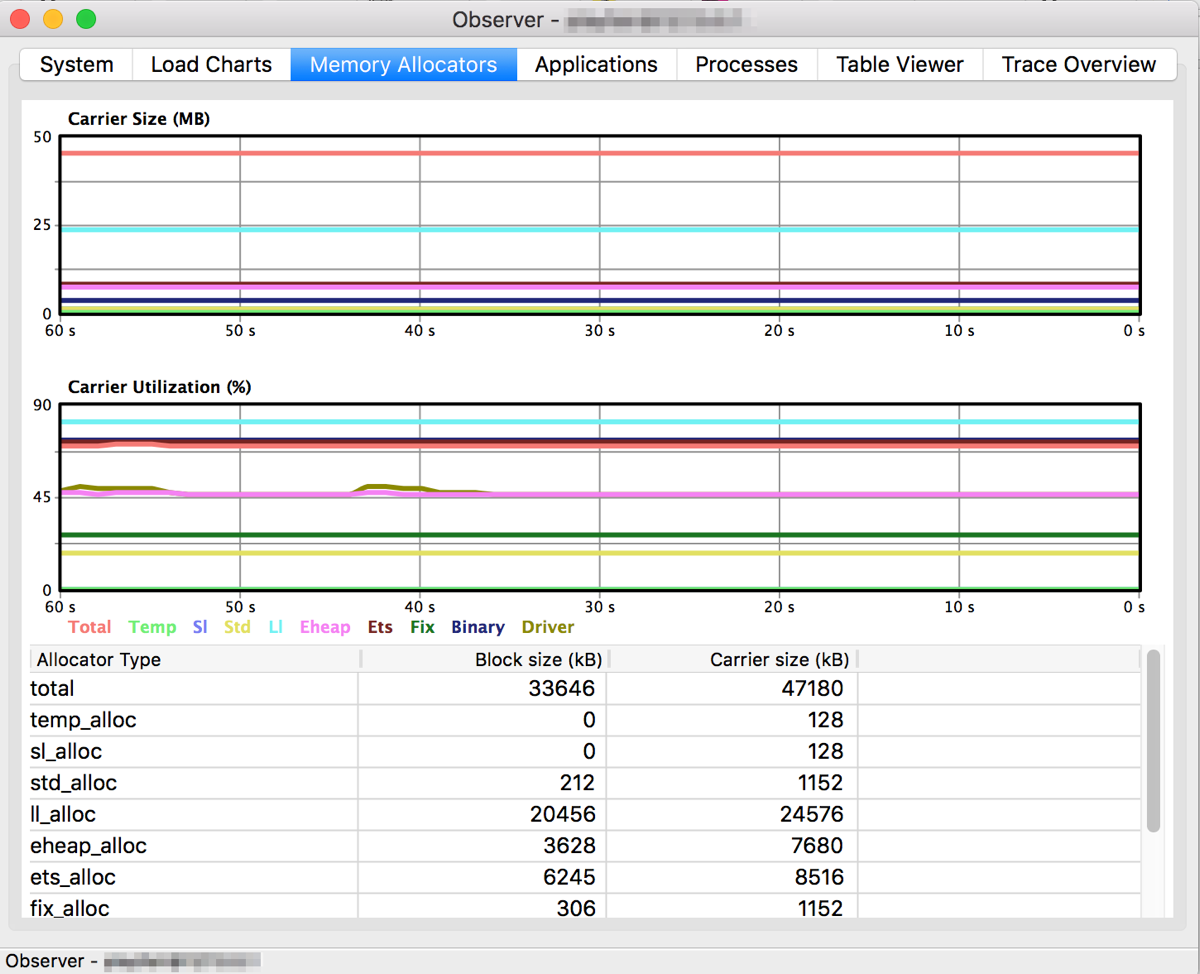 Observer -
System Load Charts Memory Allocators Applications Processes Table Viewer Trace Overview
Carrier Size (MB)
50
25
0
60 s 50 s 40 s 30 s 20 s 10 s 0 s
Carrier Utilization (%)
90
45
0
60 s 50 s 40 s 30 s 20 s 10 s 0 s
Total Temp Sl Std Ll Eheap Ets Fix Binary Driver
Allocator Type Block size (kB) Carrier size (kB)
total 33646 47180
temp_alloc 0 128
sl_alloc 0 128
std_alloc 212 1152
ll_alloc 20456 24576
eheap_alloc 3628 7680
ets_alloc 6245 8516
fix_alloc 306 1152
Observer -